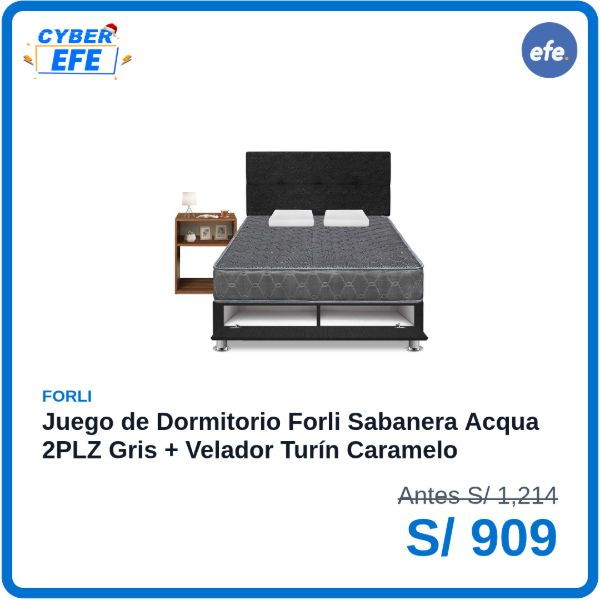 CYBER
EFE
efe.
FORLI
Juego de Dormitorio Forli Sabanera Acqua
2PLZ Gris + Velador Turín Caramelo
Antes S/ 1,214
S/ 909